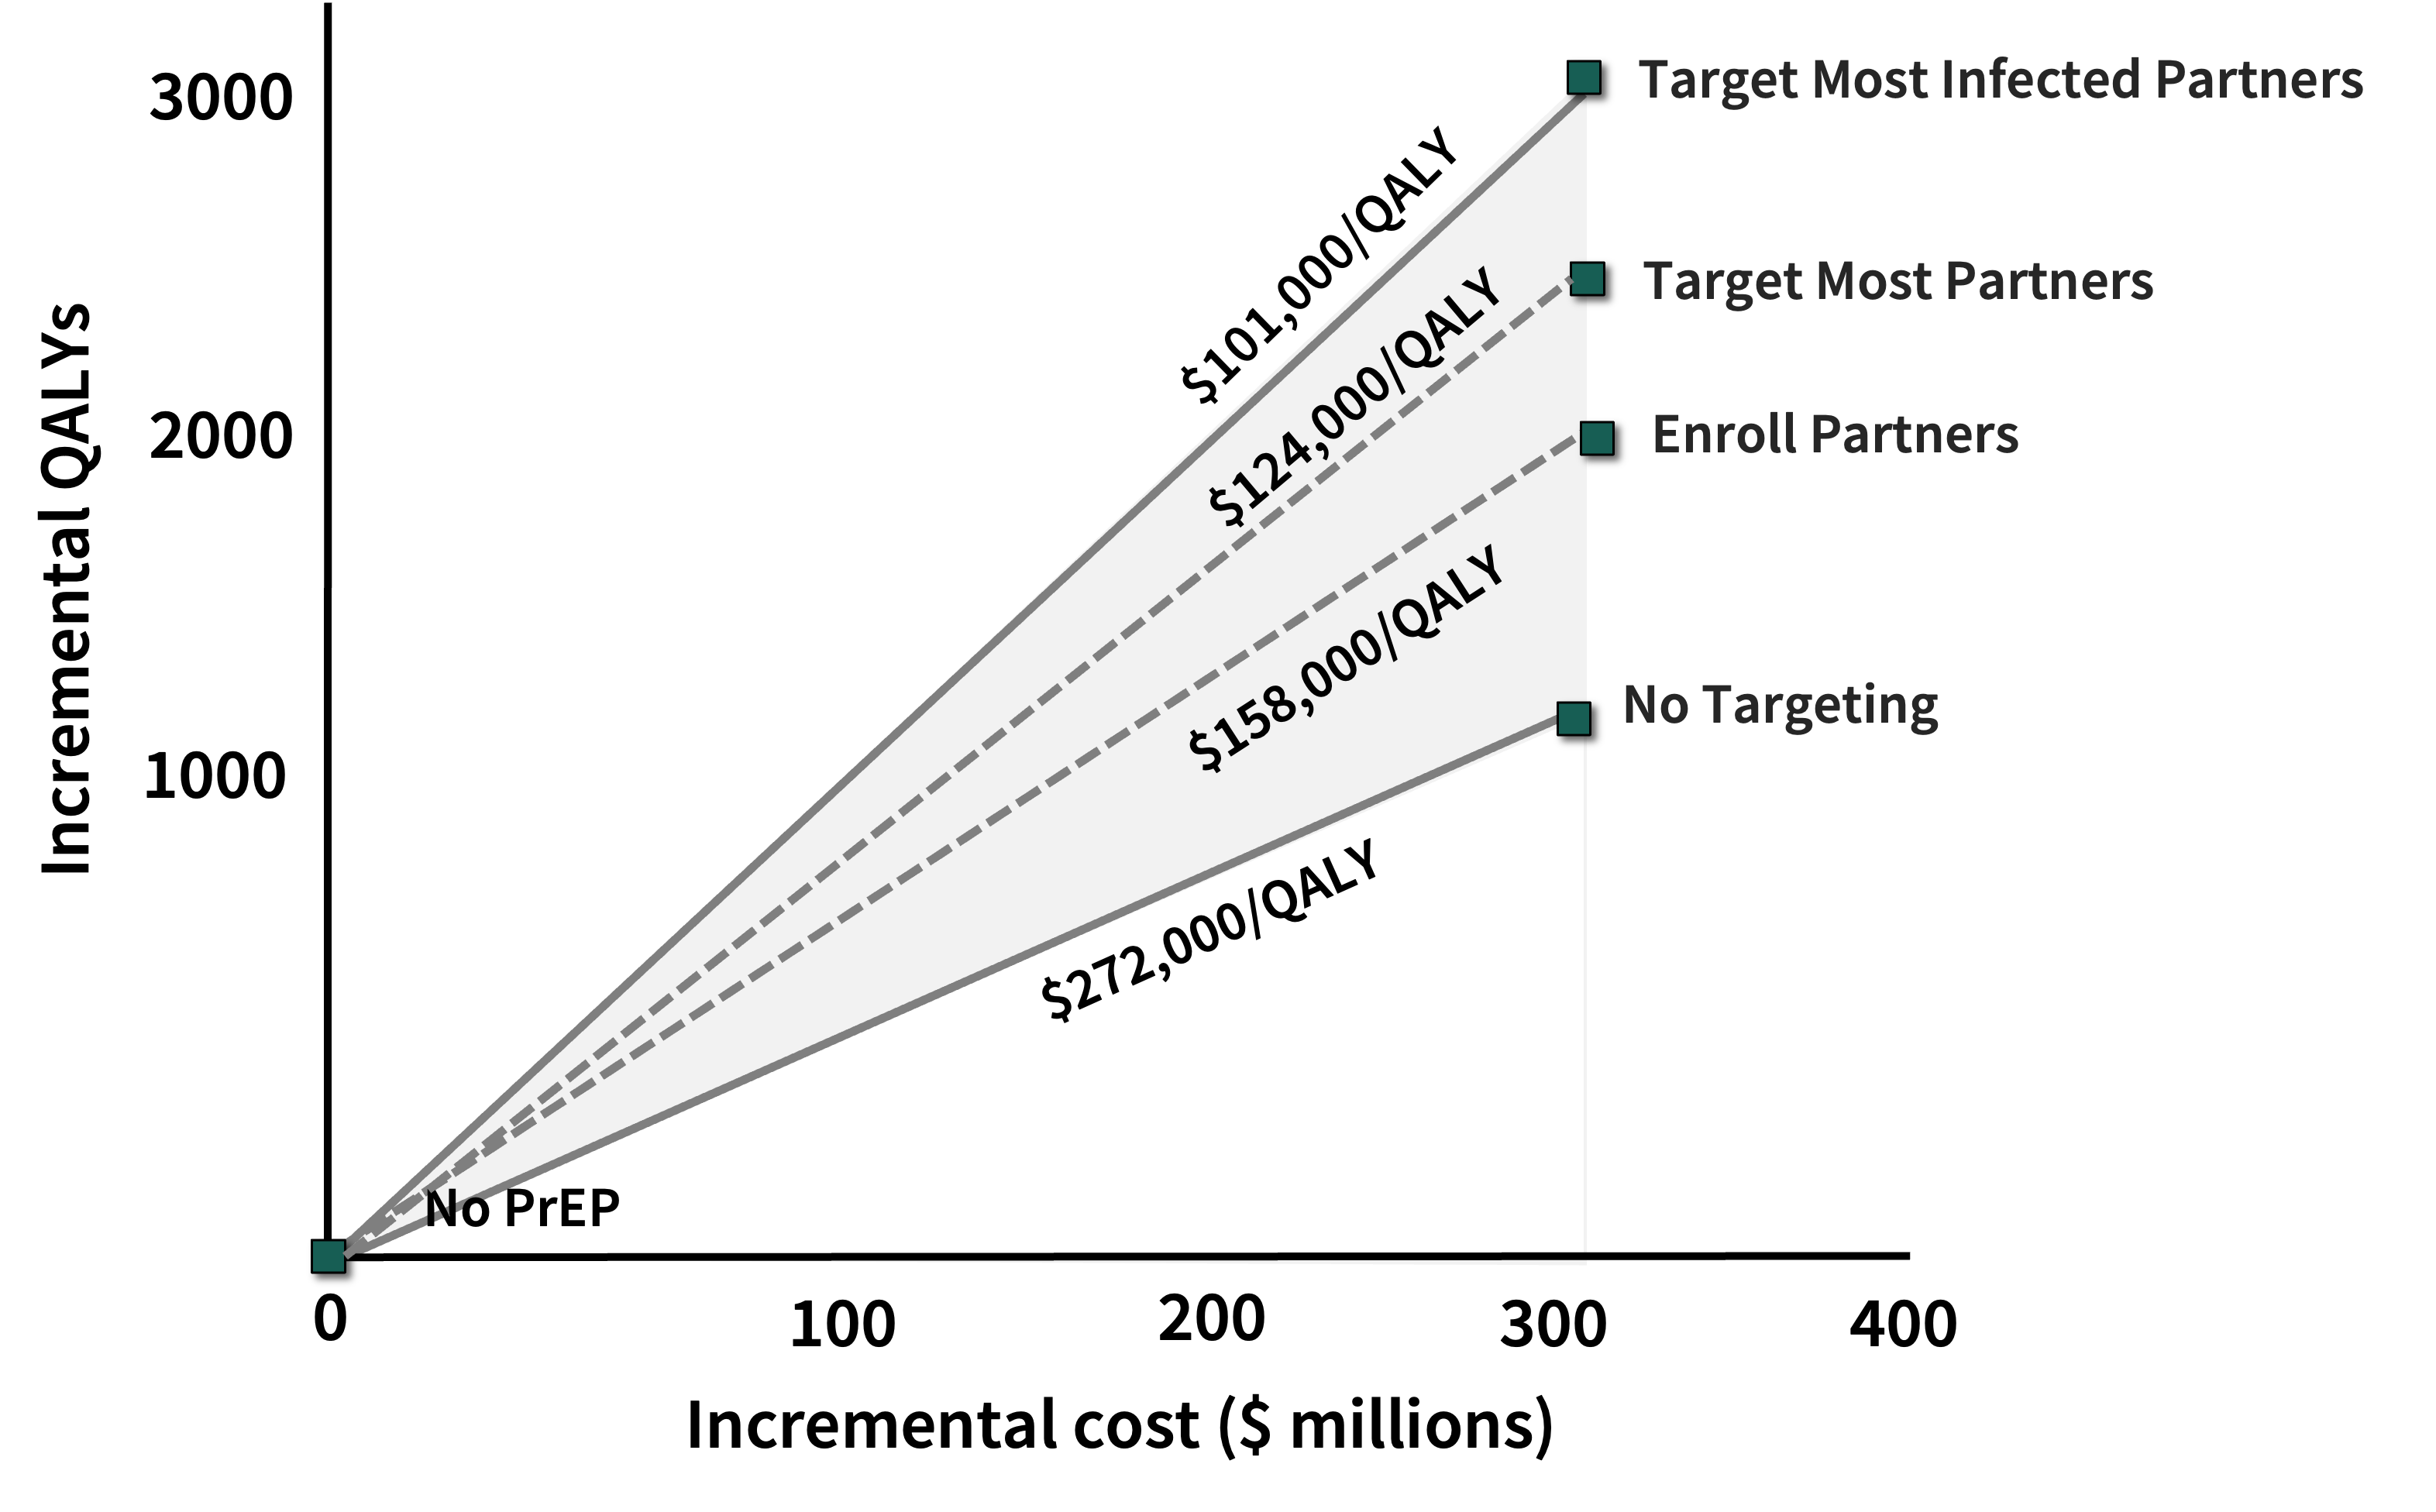 3000
Target Most Infected Partners
$101,000/QALY
Target Most Partners
$124,000/QALY
2000
Enroll Partners
$158,000/QALY
Incremental QALYs
No Targeting
1000
$272,000/QALY
No PrEP
0
100
200
300
400
Incremental cost ($ millions)